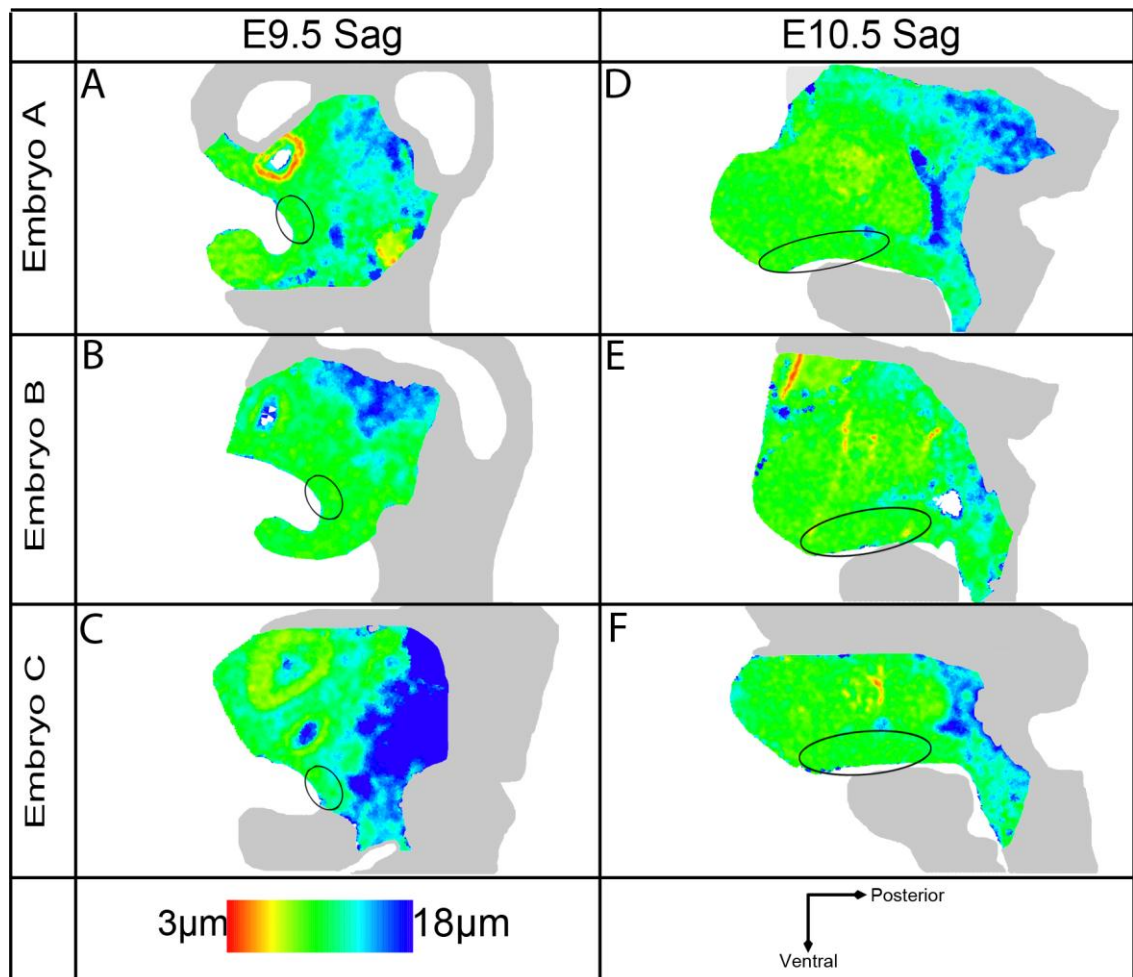 E9.5 Sag
E10.5 Sag
Embryo A
A
D
Embryo B
B
E
Embryo C
C
F
3µm
18µm
Posterior
Ventral